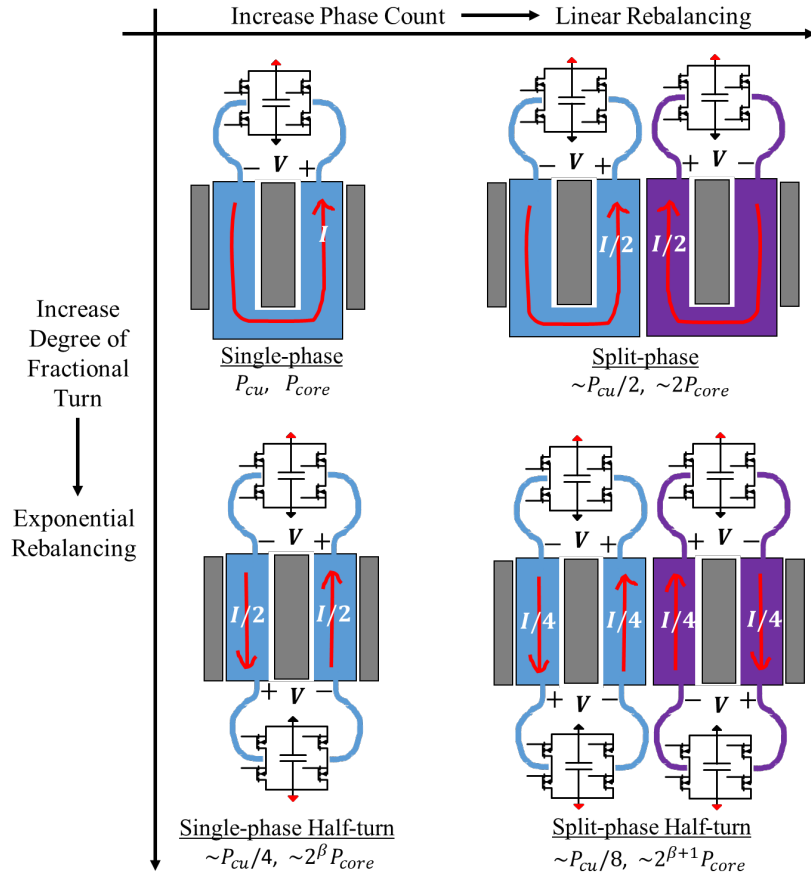 Increase Phase Count Linear Rebalancing
Increase
Degree of
Fractional
Turn
Exponential
Rebalancing
− V +
I
Single-phase
P_cu, P_core
− V + + V −
I/2 I/2
Split-phase
~P_cu/2, ~2P_core
− V +
I/2 I/2
+ V −
Single-phase Half-turn
~P_cu/4, ~2^β P_core
− V + + V −
I/4 I/4 I/4 I/4
+ V − − V +
Split-phase Half-turn
~P_cu/8, ~2^{β+1} P_core